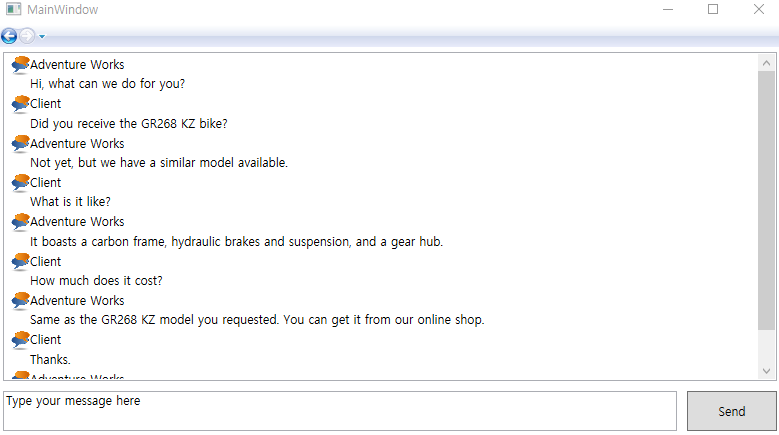 MainWindow
Adventure Works
Hi, what can we do for you?
Client
Did you receive the GR268 KZ bike?
Adventure Works
Not yet, but we have a similar model available.
Client
What is it like?
Adventure Works
It boasts a carbon frame, hydraulic brakes and suspension, and a gear hub.
Client
How much does it cost?
Adventure Works
Same as the GR268 KZ model you requested. You can get it from our online shop.
Client
Thanks.
Adventure Works
Type your message here
Send